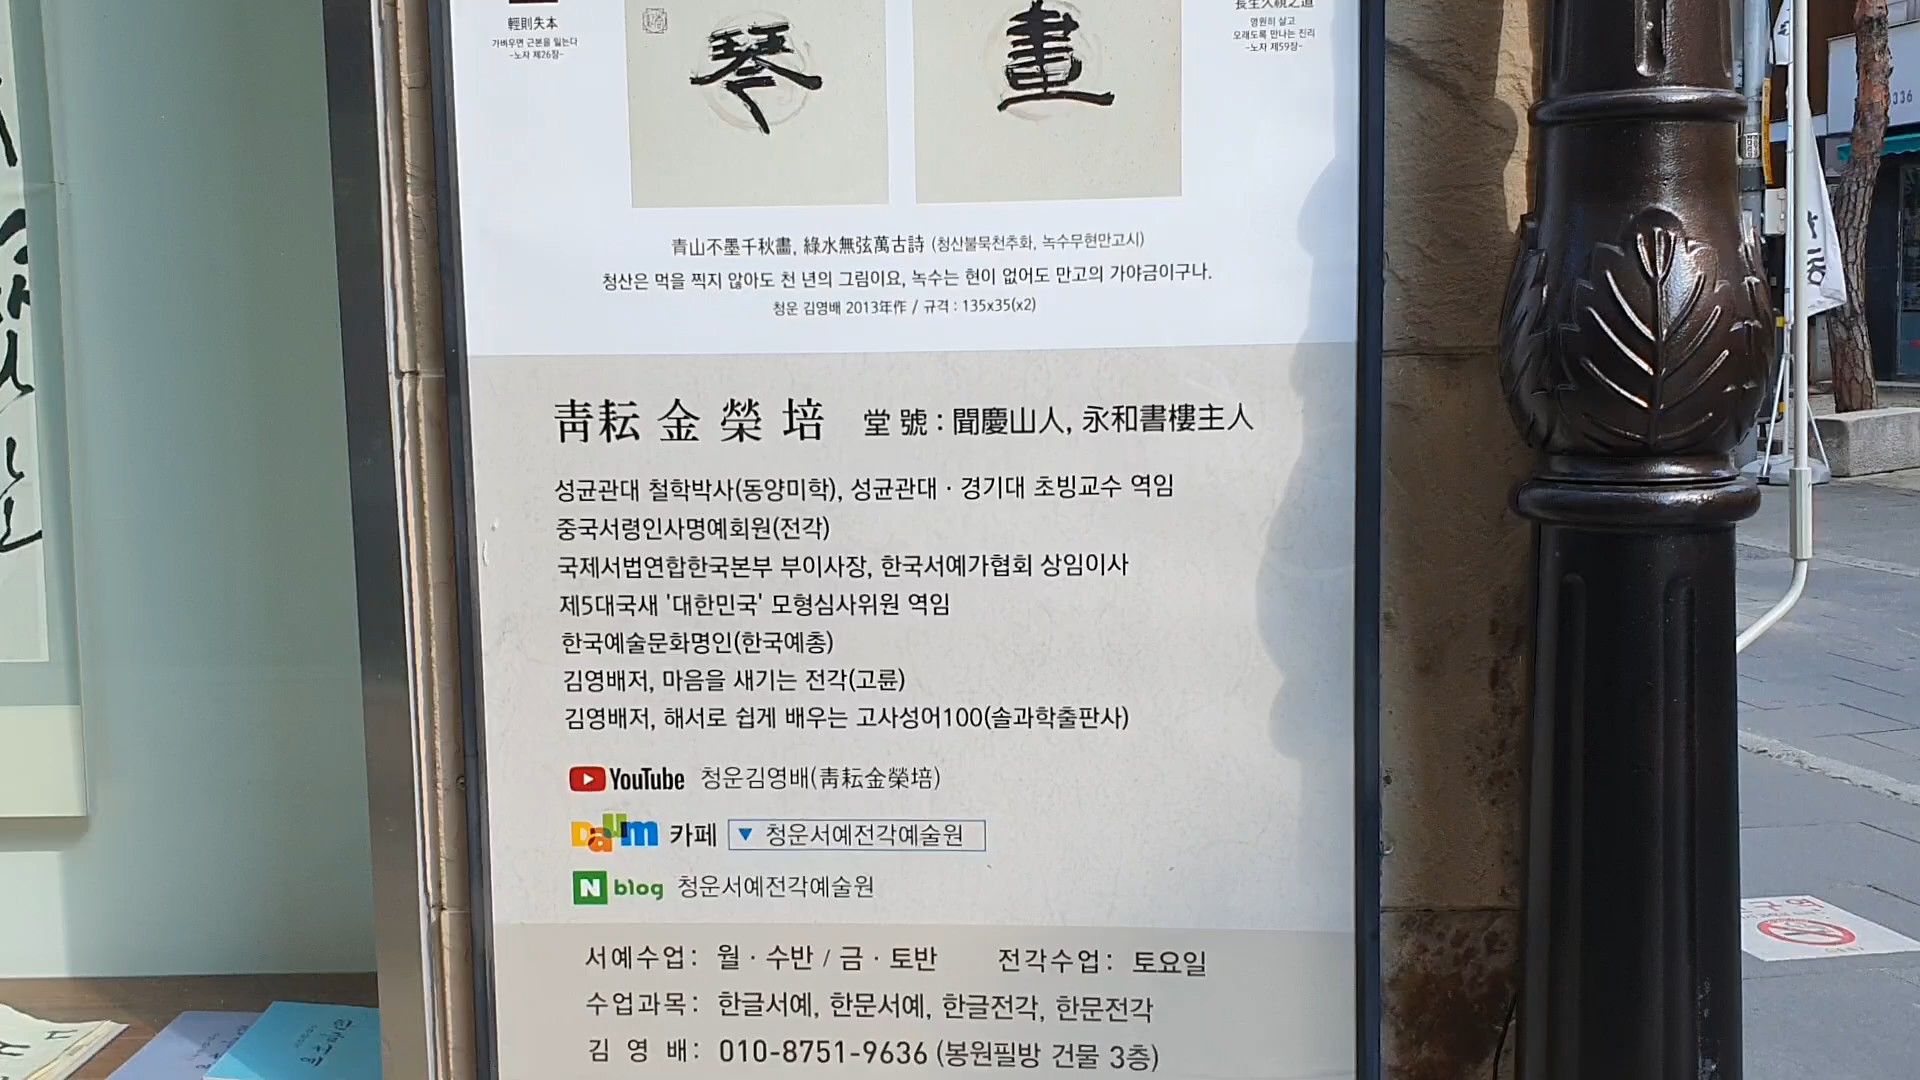 輕則失本
가벼우면 근본을 잃는다
-노자 제26장-
琴
畫
長生久視之道
영원히 살고
오래도록 만나는 진리
-노자 제59장-
青山不墨千秋畫, 綠水無弦萬古詩 (청산불묵천추화, 녹수무현만고시)
청산은 먹을 찍지 않아도 천 년의 그림이요, 녹수는 현이 없어도 만고의 가야금이구나.
청운 김영배 2013年作 / 규격 : 135x35(x2)
靑耘 金 榮 培 堂 號 : 聞慶山人, 永和書樓主人
성균관대 철학박사(동양미학), 성균관대 · 경기대 초빙교수 역임
중국서령인사명예회원(전각)
국제서법연합한국본부 부이사장, 한국서예가협회 상임이사
제5대국새 '대한민국' 모형심사위원 역임
한국예술문화명인(한국예총)
김영배저, 마음을 새기는 전각(고륜)
김영배저, 해서로 쉽게 배우는 고사성어100(솔과학출판사)
YouTube 청운김영배(靑耘金榮培)
Daum 카페 ▼ 청운서예전각예술원
N blog 청운서예전각예술원
서예수업 : 월 · 수반 / 금 · 토반 전각수업 : 토요일
수업과목 : 한글서예, 한문서예, 한글전각, 한문전각
김 영 배 : 010-8751-9636 (봉원필방 건물 3층)